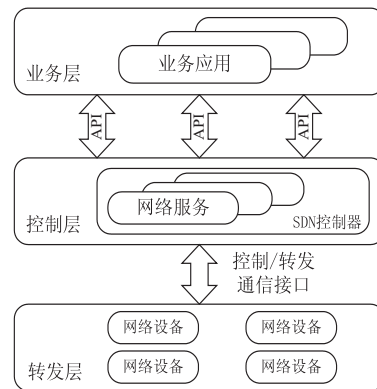 业务应用
业务层
API API API
网络服务
控制层
SDN控制器
控制/转发
通信接口
网络设备 网络设备
转发层
网络设备 网络设备